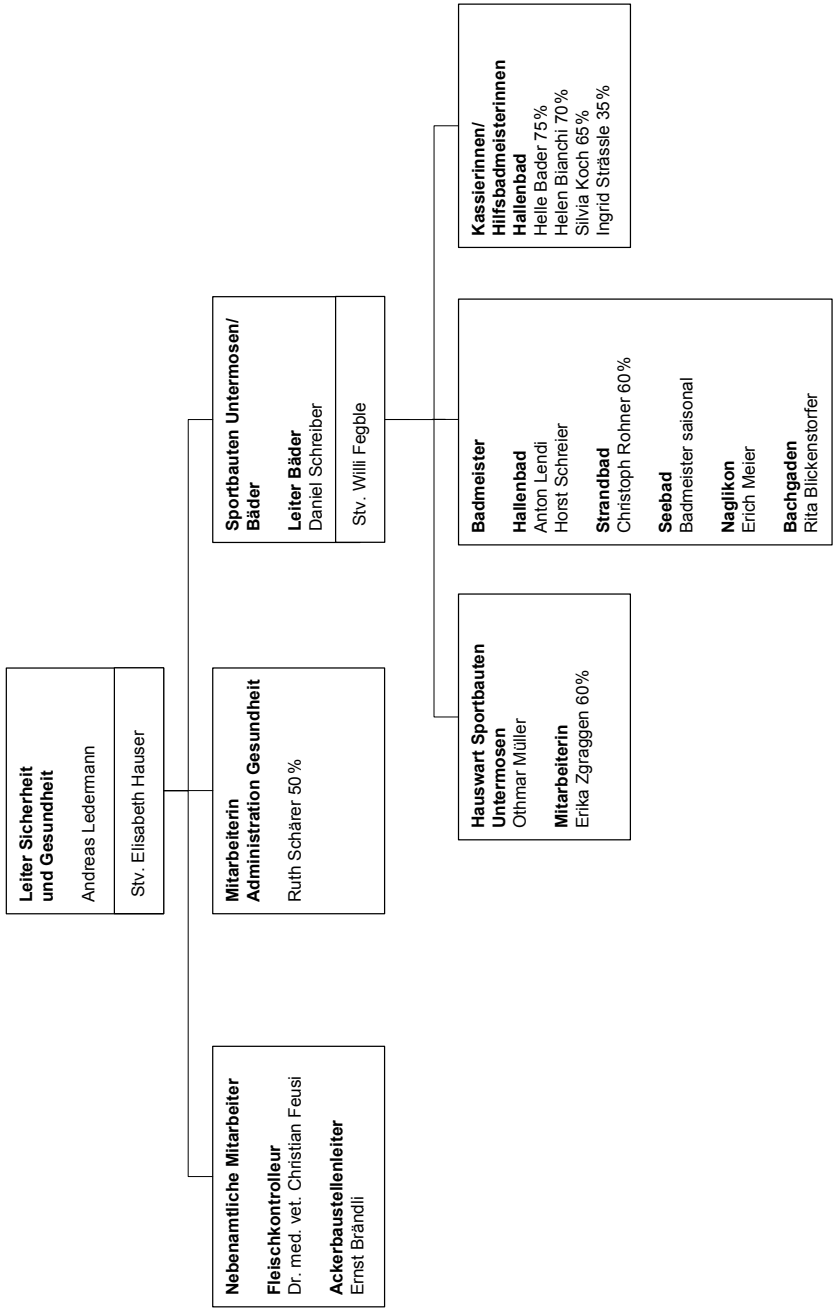 Leiter Sicherheit
und Gesundheit
Andreas Ledermann
Stv. Elisabeth Hauser
Nebenamtliche Mitarbeiter
Fleischkontrolleur
Dr. med. vet. Christian Feusi
Ackerbaustellenleiter
Ernst Brändli
Mitarbeiterin
Administration Gesundheit
Ruth Schärer 50%
Sportbauten Untermosen/
Bäder
Leiter Bäder
Daniel Schreiber
Stv. Willi Fegble
Hauswart Sportbauten
Untermosen
Othmar Müller
Mitarbeiterin
Erika Zgraggen 60%
Badmeister
Hallenbad
Anton Lendi
Horst Schreier
Strandbad
Christoph Rohner 60%
Seebad
Badmeister saisonal
Naglikon
Erich Meier
Bachgaden
Rita Blickenstorfer
Kassierinnen/
Hilfsbadmeisterinnen
Hallenbad
Helle Bader 75%
Helen Bianchi 70%
Silvia Koch 65%
Ingrid Strässle 35%